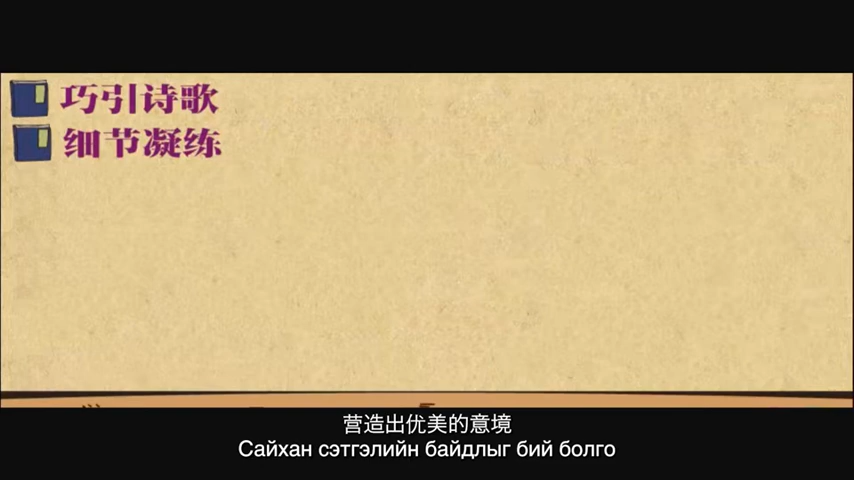 巧引诗歌
细节凝练
营造出优美的意境
Сайхан сэтгэлийн байдлыг бий болго